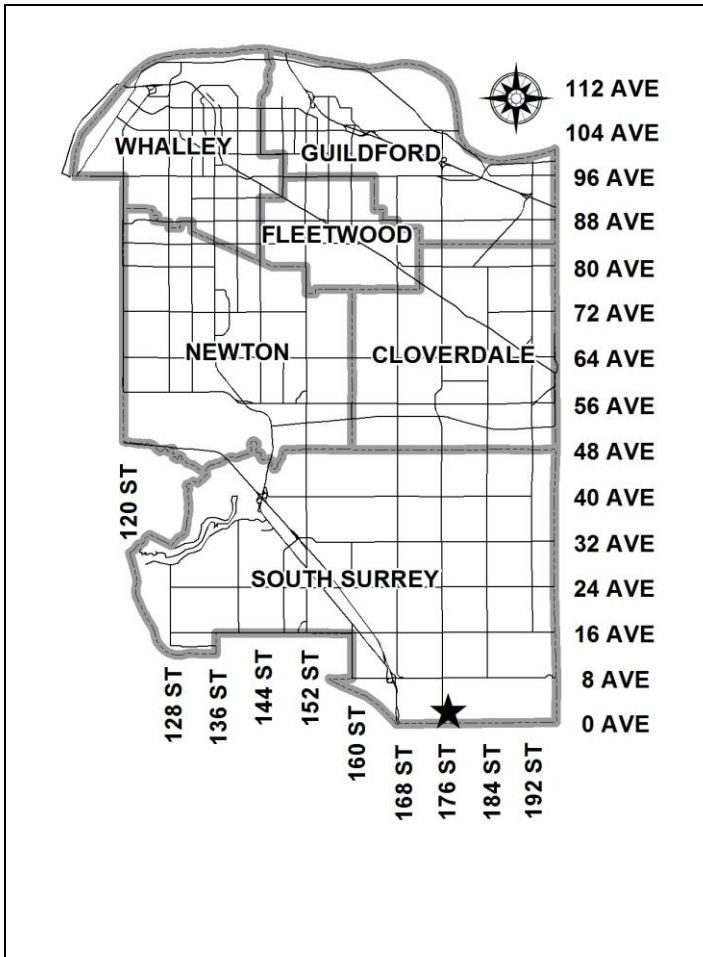 112 AVE
104 AVE
WHALLEY
GUILDFORD
96 AVE
88 AVE
FLEETWOOD
80 AVE
72 AVE
NEWTON
CLOVERDALE
64 AVE
56 AVE
48 AVE
120 ST
40 AVE
32 AVE
SOUTH SURREY
24 AVE
16 AVE
128 ST
136 ST
144 ST
152 ST
160 ST
8 AVE
0 AVE
168 ST
176 ST
184 ST
192 ST